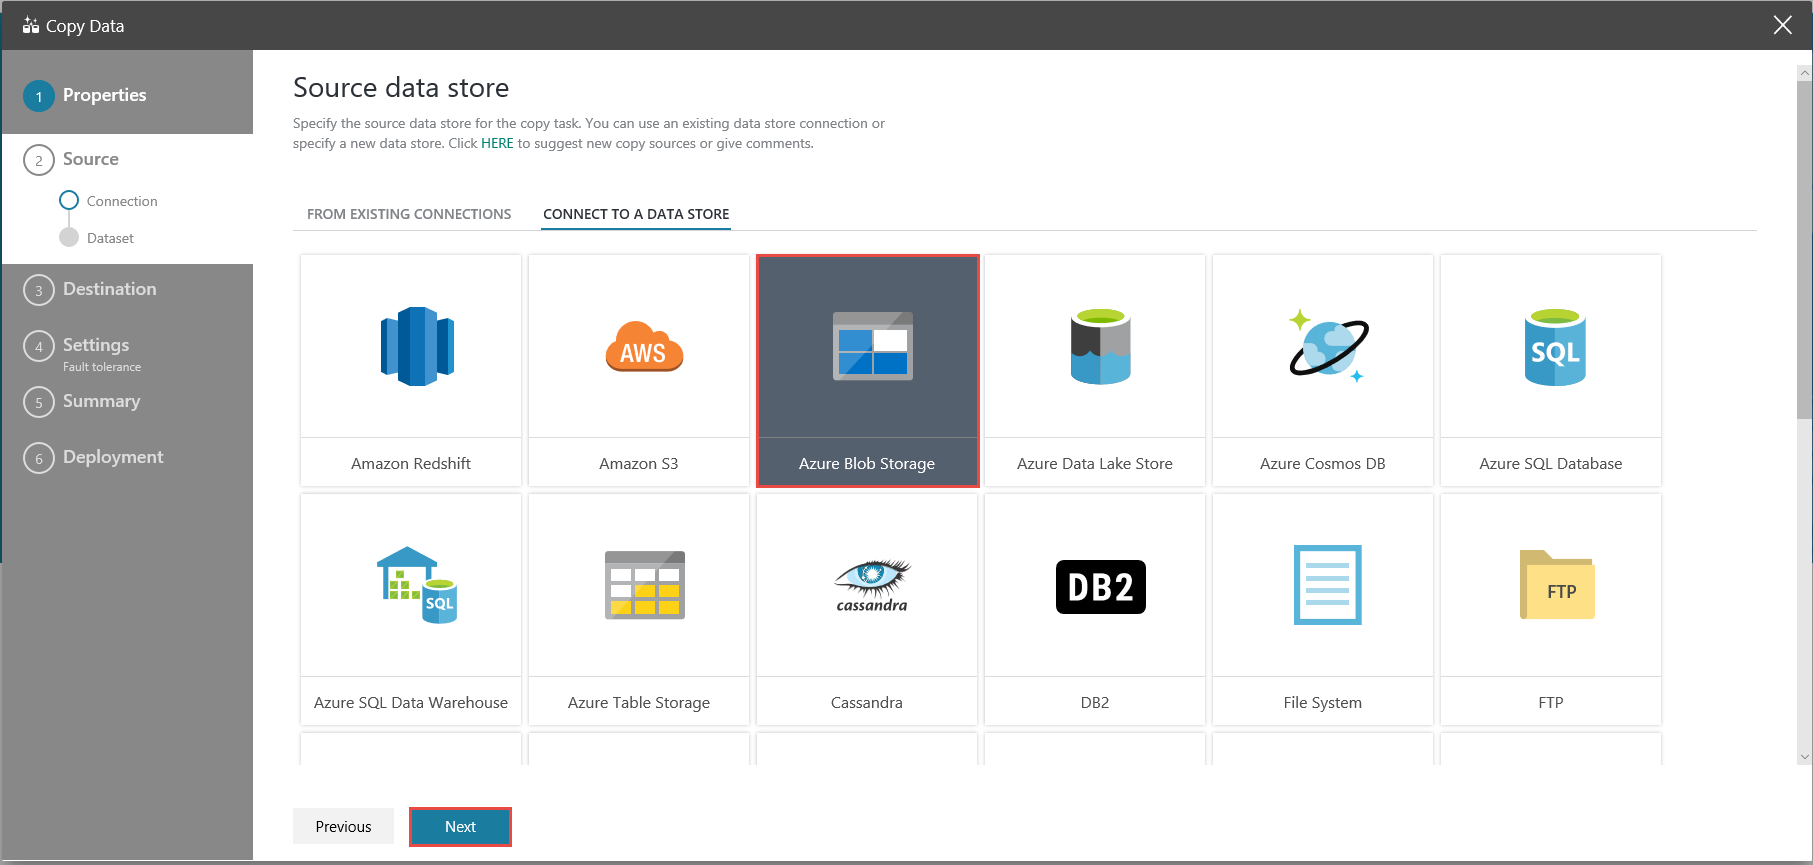 Copy Data
1 Properties
2 Source
Connection
Dataset
3 Destination
4 Settings
Fault tolerance
5 Summary
6 Deployment
Source data store
Specify the source data store for the copy task. You can use an existing data store connection or
specify a new data store. Click HERE to suggest new copy sources or give comments.
FROM EXISTING CONNECTIONS CONNECT TO A DATA STORE
AWS
SQL
Amazon Redshift Amazon S3 Azure Blob Storage Azure Data Lake Store Azure Cosmos DB Azure SQL Database
SQL
cassandra
DB2
FTP
Azure SQL Data Warehouse Azure Table Storage Cassandra DB2 File System FTP
Previous Next